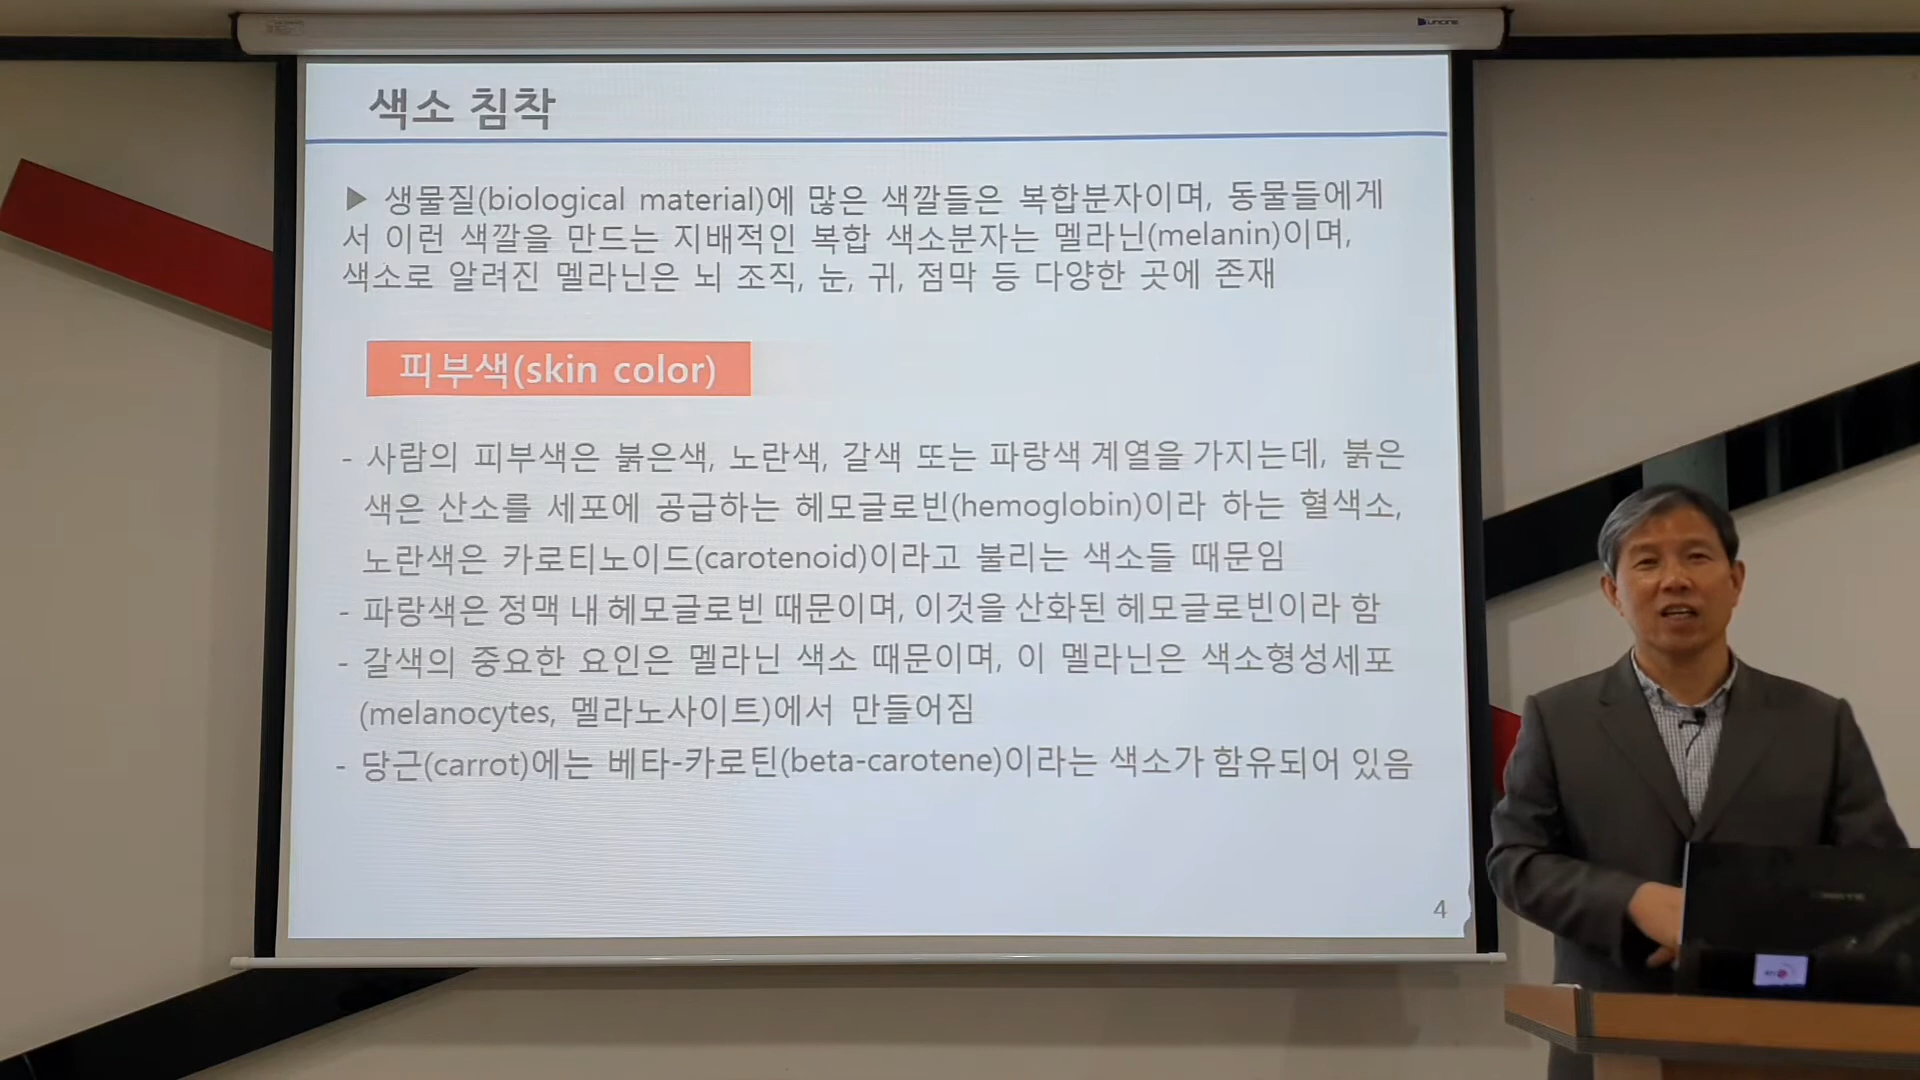 색소 침착
▶ 생물질(biological material)에 많은 색깔들은 복합분자이며, 동물들에게
서 이런 색깔을 만드는 지배적인 복합 색소분자는 멜라닌(melanin)이며,
색소로 알려진 멜라닌은 뇌 조직, 눈, 귀, 점막 등 다양한 곳에 존재
피부색(skin color)
- 사람의 피부색은 붉은색, 노란색, 갈색 또는 파랑색 계열을 가지는데, 붉은
색은 산소를 세포에 공급하는 헤모글로빈(hemoglobin)이라 하는 혈색소,
노란색은 카로티노이드(carotenoid)이라고 불리는 색소들 때문임
- 파랑색은 정맥 내 헤모글로빈 때문이며, 이것을 산화된 헤모글로빈이라 함
- 갈색의 중요한 요인은 멜라닌 색소 때문이며, 이 멜라닌은 색소형성세포
(melanocytes, 멜라노사이트)에서 만들어짐
- 당근(carrot)에는 베타-카로틴(beta-carotene)이라는 색소가 함유되어 있음
4